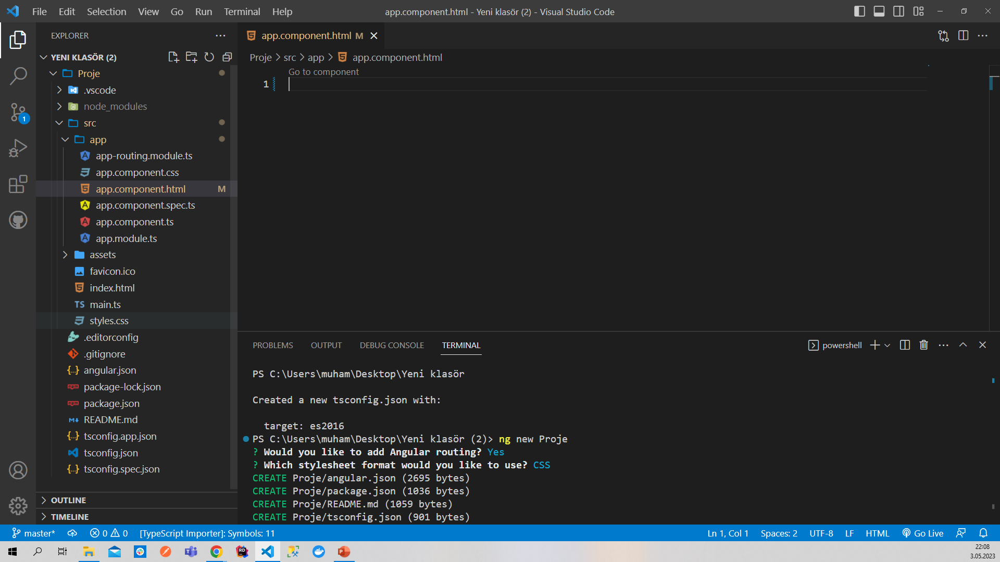 File Edit Selection View Go Run Terminal Help
app.component.html - Yeni klasör (2) - Visual Studio Code
EXPLORER
YENI KLASÖR (2)
Proje
.vscode
node_modules
src
app
app-routing.module.ts
app.component.css
app.component.html M
app.component.spec.ts
app.component.ts
app.module.ts
assets
favicon.ico
index.html
TS main.ts
styles.css
.editorconfig
.gitignore
angular.json
package-lock.json
package.json
README.md
tsconfig.app.json
tsconfig.json
tsconfig.spec.json
OUTLINE
TIMELINE
1
app.component.html M
Proje > src > app > app.component.html
Go to component
1
PROBLEMS OUTPUT DEBUG CONSOLE TERMINAL
powershell
PS C:\Users\muham\Desktop\Yeni klasör
Created a new tsconfig.json with:
target: es2016
PS C:\Users\muham\Desktop\Yeni klasör (2)> ng new Proje
? Would you like to add Angular routing? Yes
? Which stylesheet format would you like to use? CSS
CREATE Proje/angular.json (2695 bytes)
CREATE Proje/package.json (1036 bytes)
CREATE Proje/README.md (1059 bytes)
CREATE Proje/tsconfig.json (901 bytes)
master* 0 0 [TypeScript Importer]: Symbols: 11
Ln 1, Col 1 Spaces: 2 UTF-8 LF HTML Go Live
22:08
3.05.2023